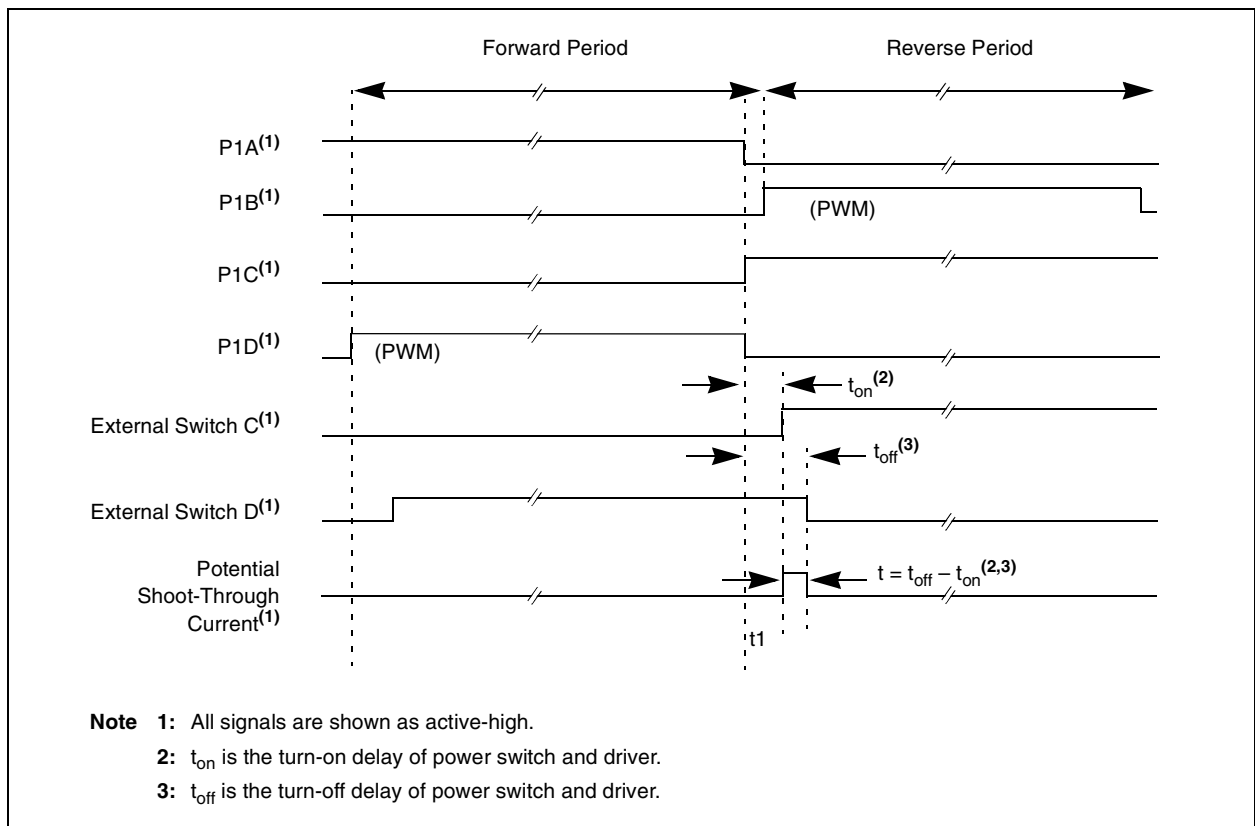 Forward Period
Reverse Period
P1A(1)
P1B(1)
(PWM)
P1C(1)
P1D(1)
(PWM)
ton(2)
External Switch C(1)
toff(3)
External Switch D(1)
Potential
Shoot-Through
Current(1)
t = toff – ton(2,3)
t1
Note 1: All signals are shown as active-high.
2: ton is the turn-on delay of power switch and driver.
3: toff is the turn-off delay of power switch and driver.